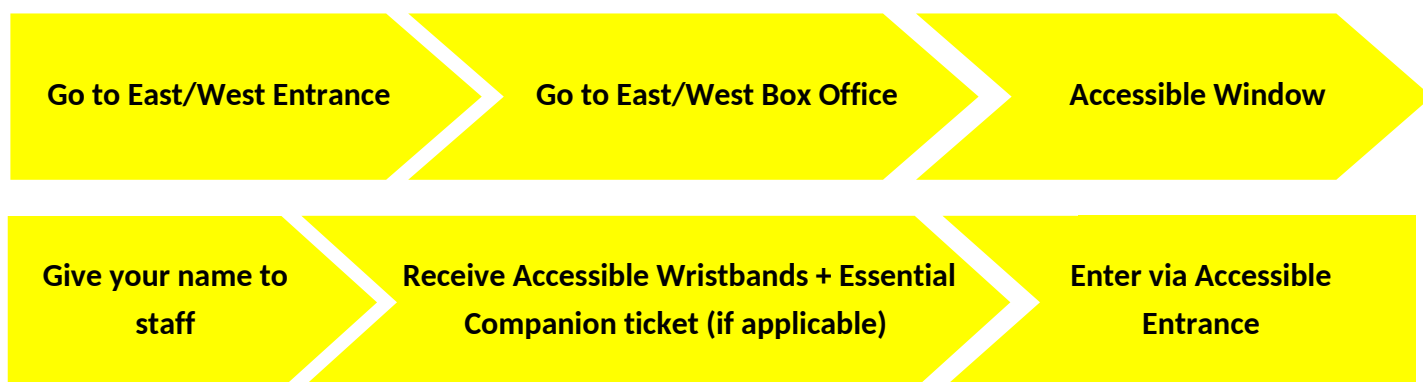 Go to East/West Entrance
Go to East/West Box Office
Accessible Window
Give your name to
staff
Receive Accessible Wristbands + Essential
Companion ticket (if applicable)
Enter via Accessible
Entrance